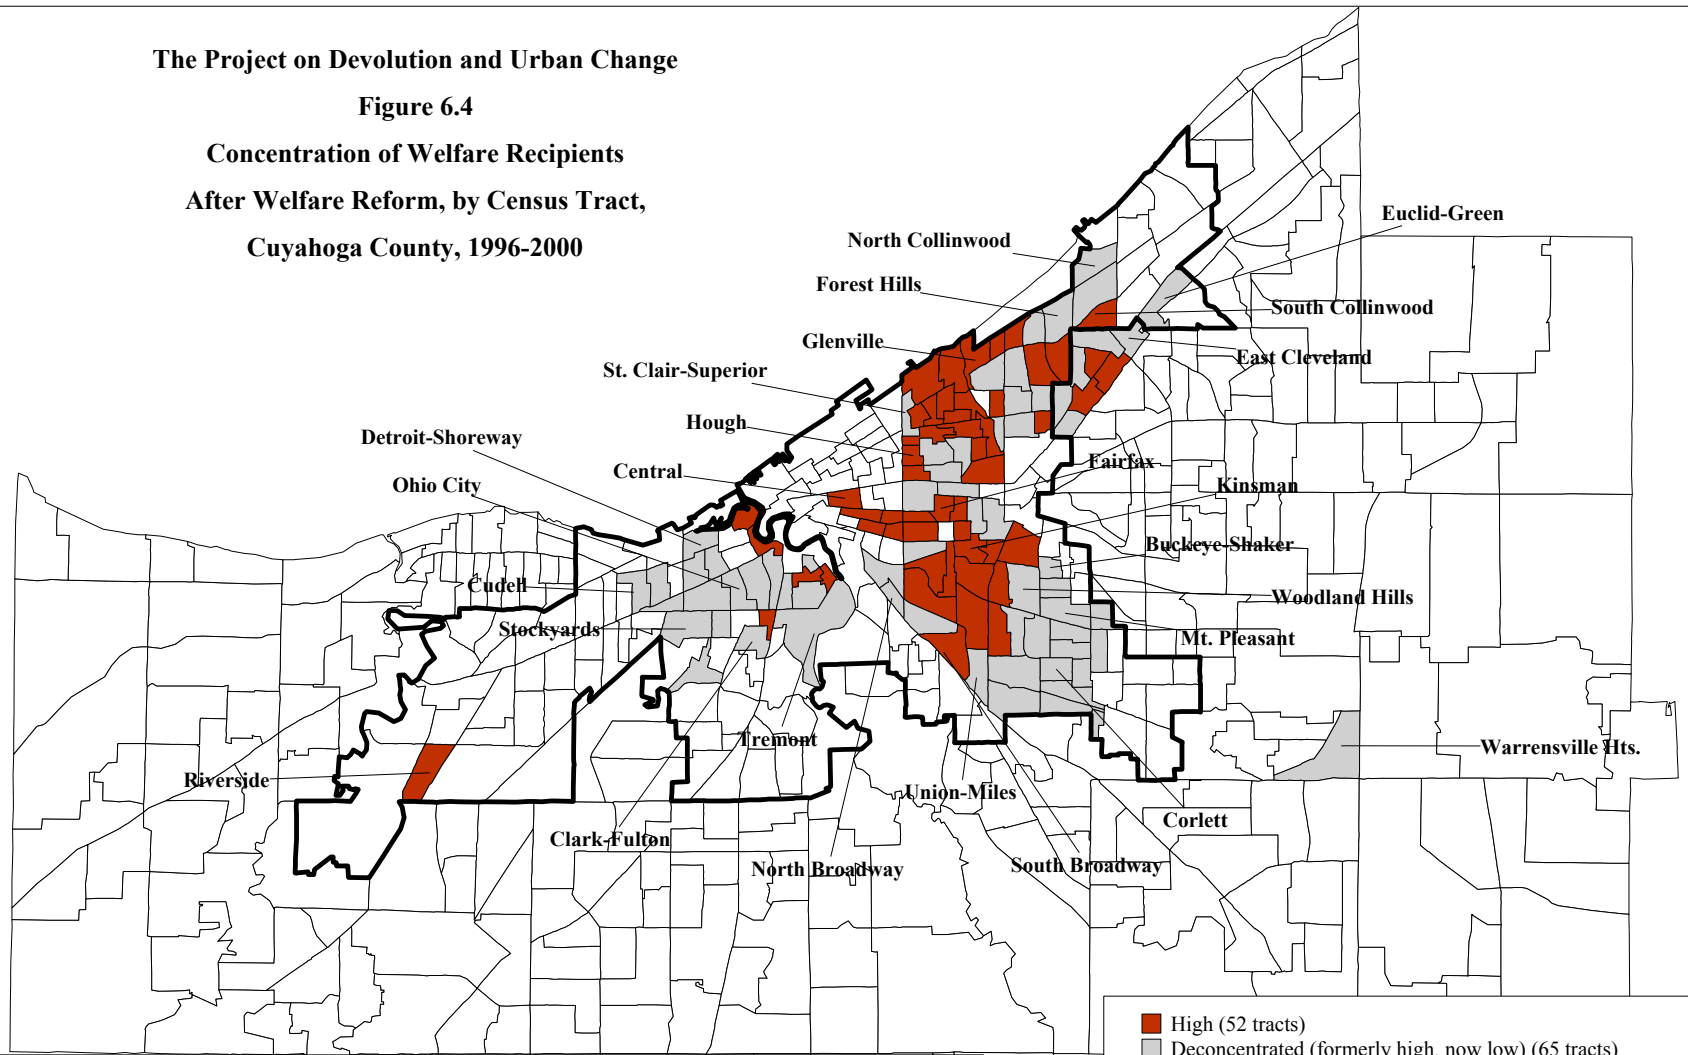 The Project on Devolution and Urban Change
Figure 6.4
Concentration of Welfare Recipients
After Welfare Reform, by Census Tract,
Cuyahoga County, 1996-2000
Euclid-Green
North Collinwood
Forest Hills
South Collinwood
Glenville
East Cleveland
St. Clair-Superior
Hough
Detroit-Shoreway
Fairfax
Central
Ohio City
Kinsman
Buckeye-Shaker
Cudell
Woodland Hills
Stockyards
Mt. Pleasant
Tremont
Warrensville Hts.
Riverside
Union-Miles
Corlett
Clark-Fulton
North Broadway
South Broadway
High (52 tracts)
Deconcentrated (formerly high, now low) (65 tracts)